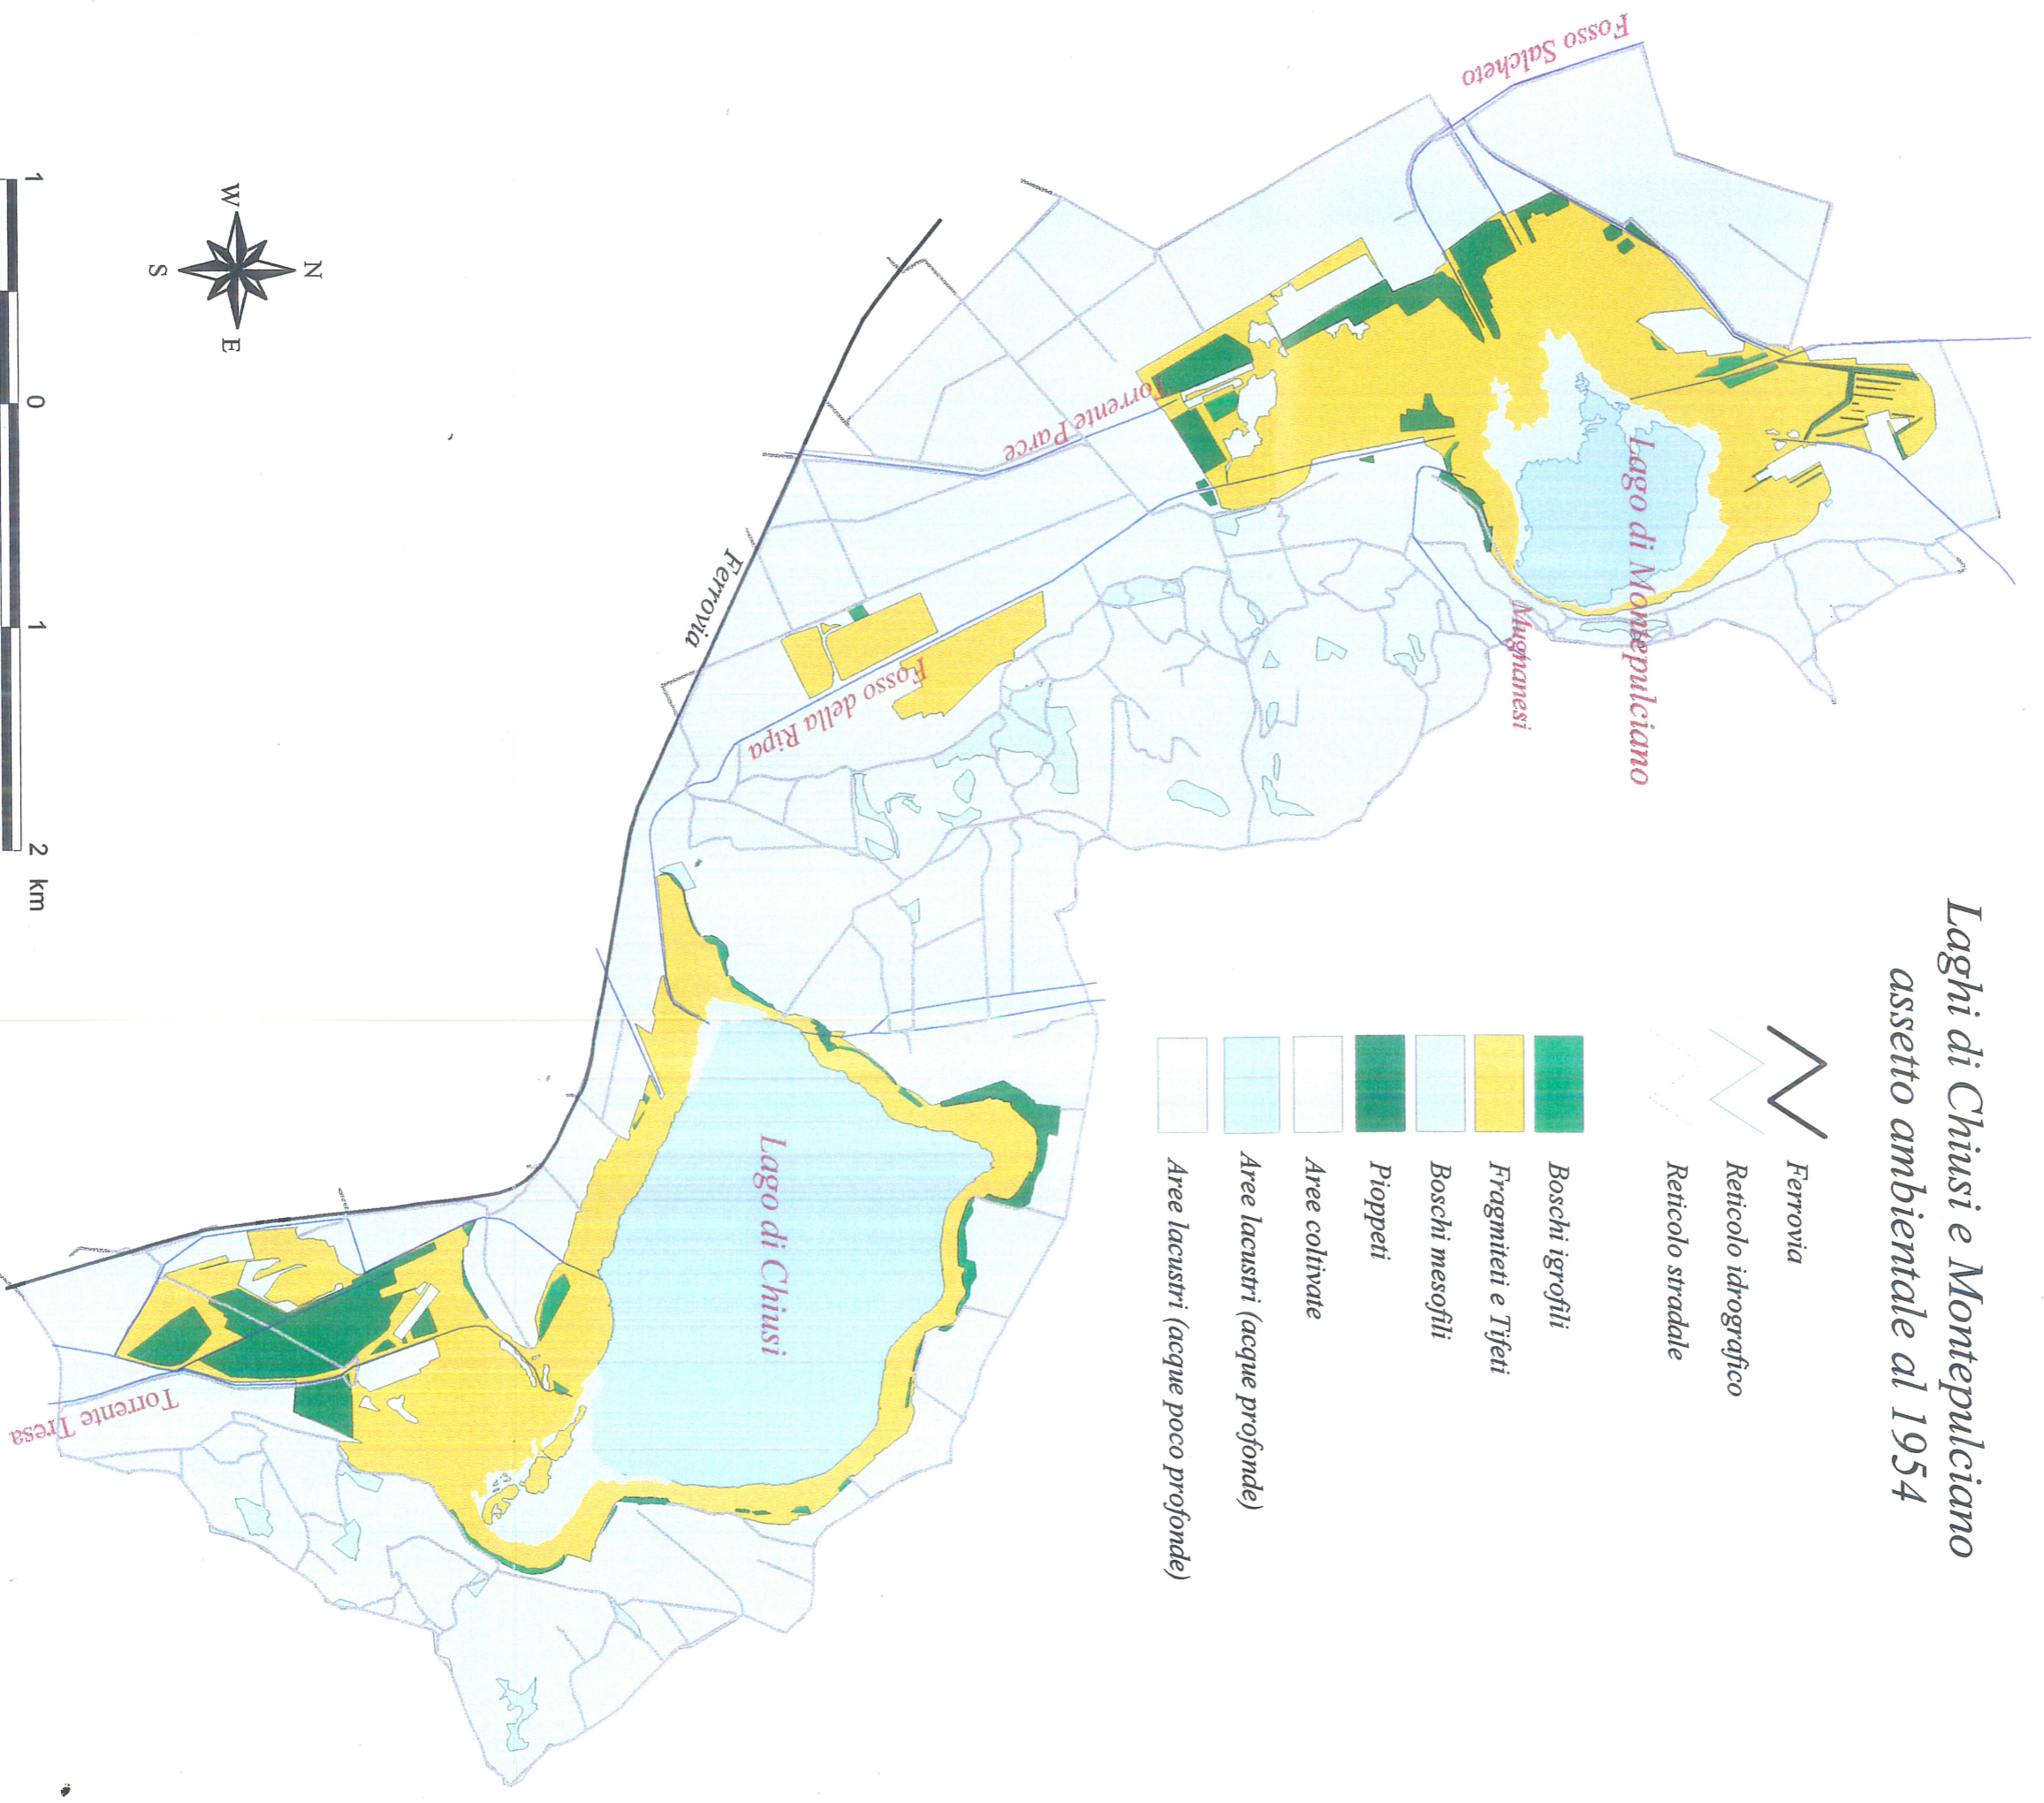 Laghi di Chiusi e Montepulciano
assetto ambientale al 1954
Ferrovia
Reticolo idrografico
Reticolo stradale
Boschi igrofili
Fragmiteti e Tifeti
Boschi mesofili
Pioppeti
Aree coltivate
Aree lacustri (acque profonde)
Aree lacustri (acque poco profonde)
Fosso Salcheto
Lago di Montepulciano
Mugnanesi
Torrente Parce
Ferrovia
Fosso della Ripa
Lago di Chiusi
Torrente Tresa
N
W
E
S
1 0 1 2 km